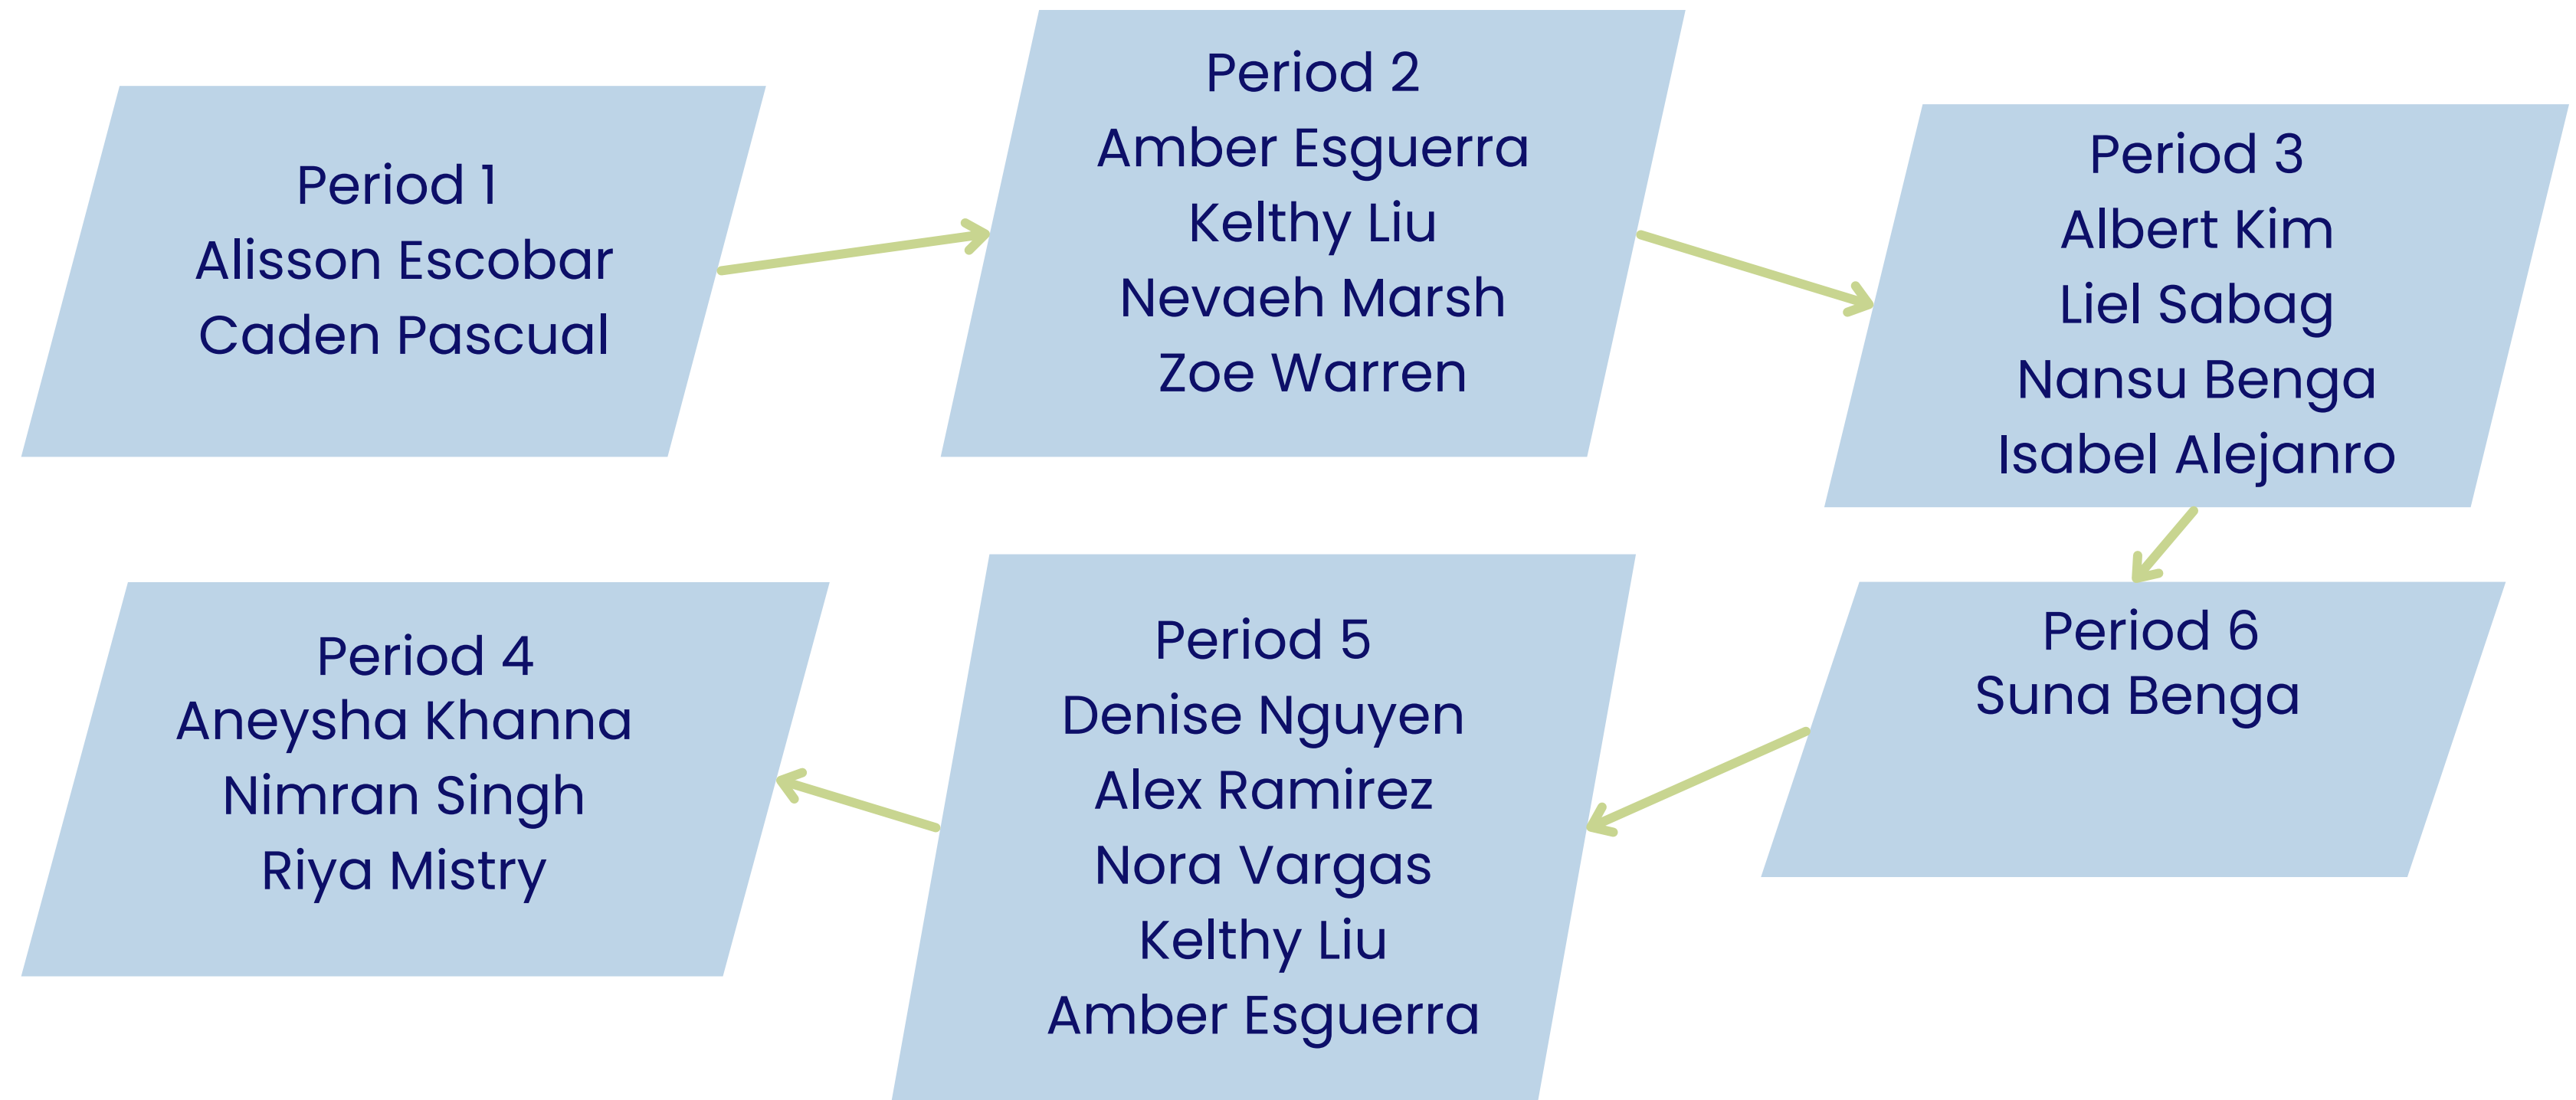 Period 1
Alisson Escobar
Caden Pascual
Period 2
Amber Esguerra
Kelthy Liu
Nevaeh Marsh
Zoe Warren
Period 3
Albert Kim
Liel Sabag
Nansu Benga
Isabel Alejanro
Period 6
Suna Benga
Period 5
Denise Nguyen
Alex Ramirez
Nora Vargas
Kelthy Liu
Amber Esguerra
Period 4
Aneysha Khanna
Nimran Singh
Riya Mistry